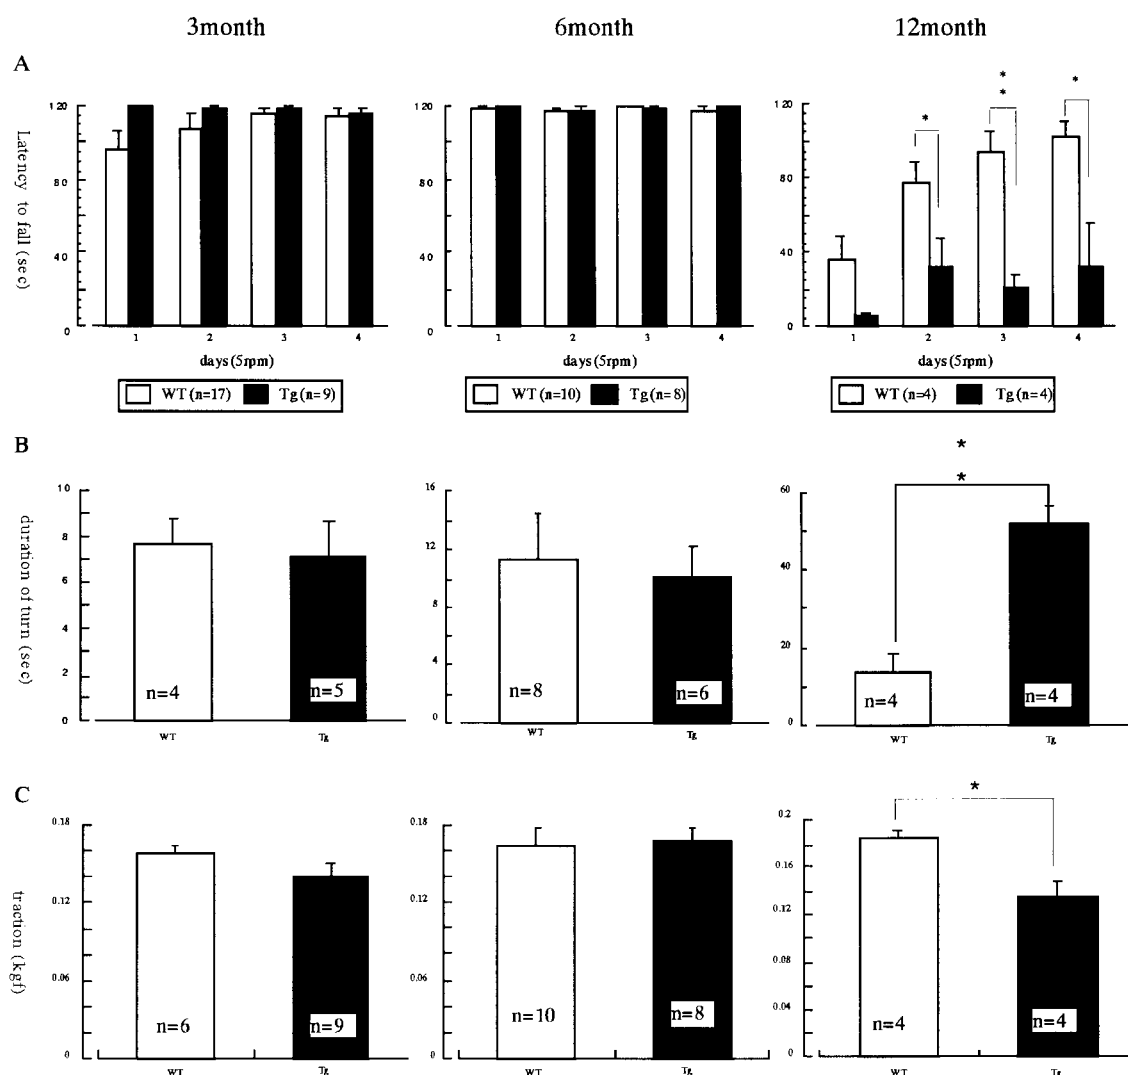 3month 6month 12month
A
Latency to fall (sec)
120
80
40
0
1 2 3 4
days (5rpm)
WT (n=17) Tg (n=9)
120
80
40
0
1 2 3 4
days (5rpm)
WT (n=10) Tg (n=8)
120
80
40
0
*
*
*
*
1 2 3 4
days (5rpm)
WT (n=4) Tg (n=4)
B
duration of turn (sec)
10
8
6
4
2
0
n=4 n=5
WT Tg
16
12
8
4
0
n=8 n=6
WT Tg
*
*
60
40
20
0
n=4 n=4
WT Tg
C
traction (kgf)
0.18
0.12
0.06
0
n=6 n=9
WT Tg
0.18
0.12
0.06
0
n=10 n=8
WT Tg
*
0.2
0.16
0.12
0.08
0.04
0
n=4 n=4
WT Tg